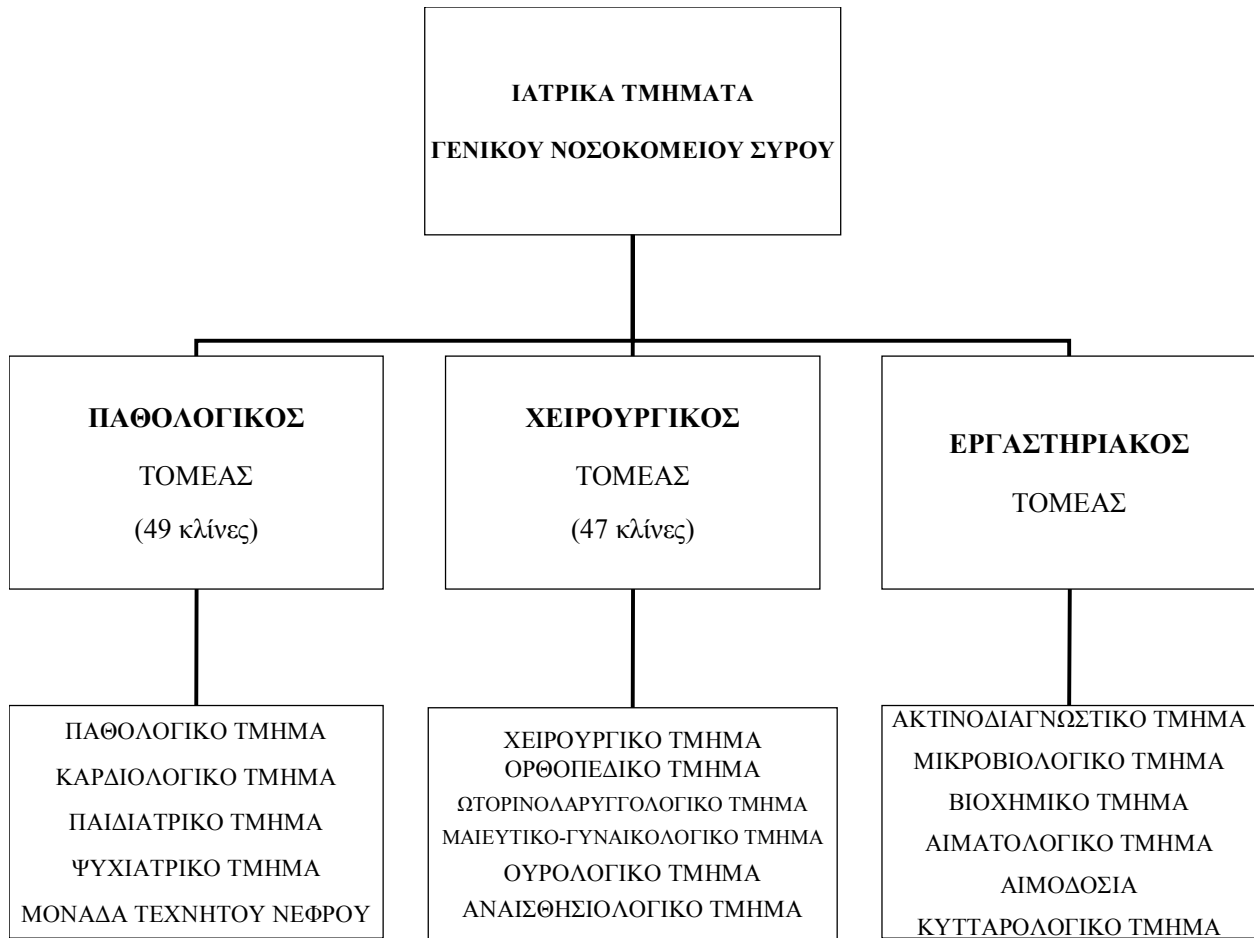 ΙΑΤΡΙΚΑ ΤΜΗΜΑΤΑ
ΓΕΝΙΚΟΥ ΝΟΣΟΚΟΜΕΙΟΥ ΣΥΡΟΥ
ΠΑΘΟΛΟΓΙΚΟΣ
ΤΟΜΕΑΣ
(49 κλίνες)
ΧΕΙΡΟΥΡΓΙΚΟΣ
ΤΟΜΕΑΣ
(47 κλίνες)
ΕΡΓΑΣΤΗΡΙΑΚΟΣ
ΤΟΜΕΑΣ
ΠΑΘΟΛΟΓΙΚΟ ΤΜΗΜΑ
ΚΑΡΔΙΟΛΟΓΙΚΟ ΤΜΗΜΑ
ΠΑΙΔΙΑΤΡΙΚΟ ΤΜΗΜΑ
ΨΥΧΙΑΤΡΙΚΟ ΤΜΗΜΑ
ΜΟΝΑΔΑ ΤΕΧΝΗΤΟΥ ΝΕΦΡΟΥ
ΧΕΙΡΟΥΡΓΙΚΟ ΤΜΗΜΑ
ΟΡΘΟΠΕΔΙΚΟ ΤΜΗΜΑ
ΩΤΟΡΙΝΟΛΑΡΥΓΓΟΛΟΓΙΚΟ ΤΜΗΜΑ
ΜΑΙΕΥΤΙΚΟ-ΓΥΝΑΙΚΟΛΟΓΙΚΟ ΤΜΗΜΑ
ΟΥΡΟΛΟΓΙΚΟ ΤΜΗΜΑ
ΑΝΑΙΣΘΗΣΙΟΛΟΓΙΚΟ ΤΜΗΜΑ
ΑΚΤΙΝΟΔΙΑΓΝΩΣΤΙΚΟ ΤΜΗΜΑ
ΜΙΚΡΟΒΙΟΛΟΓΙΚΟ ΤΜΗΜΑ
ΒΙΟΧΗΜΙΚΟ ΤΜΗΜΑ
ΑΙΜΑΤΟΛΟΓΙΚΟ ΤΜΗΜΑ
ΑΙΜΟΔΟΣΙΑ
ΚΥΤΤΑΡΟΛΟΓΙΚΟ ΤΜΗΜΑ